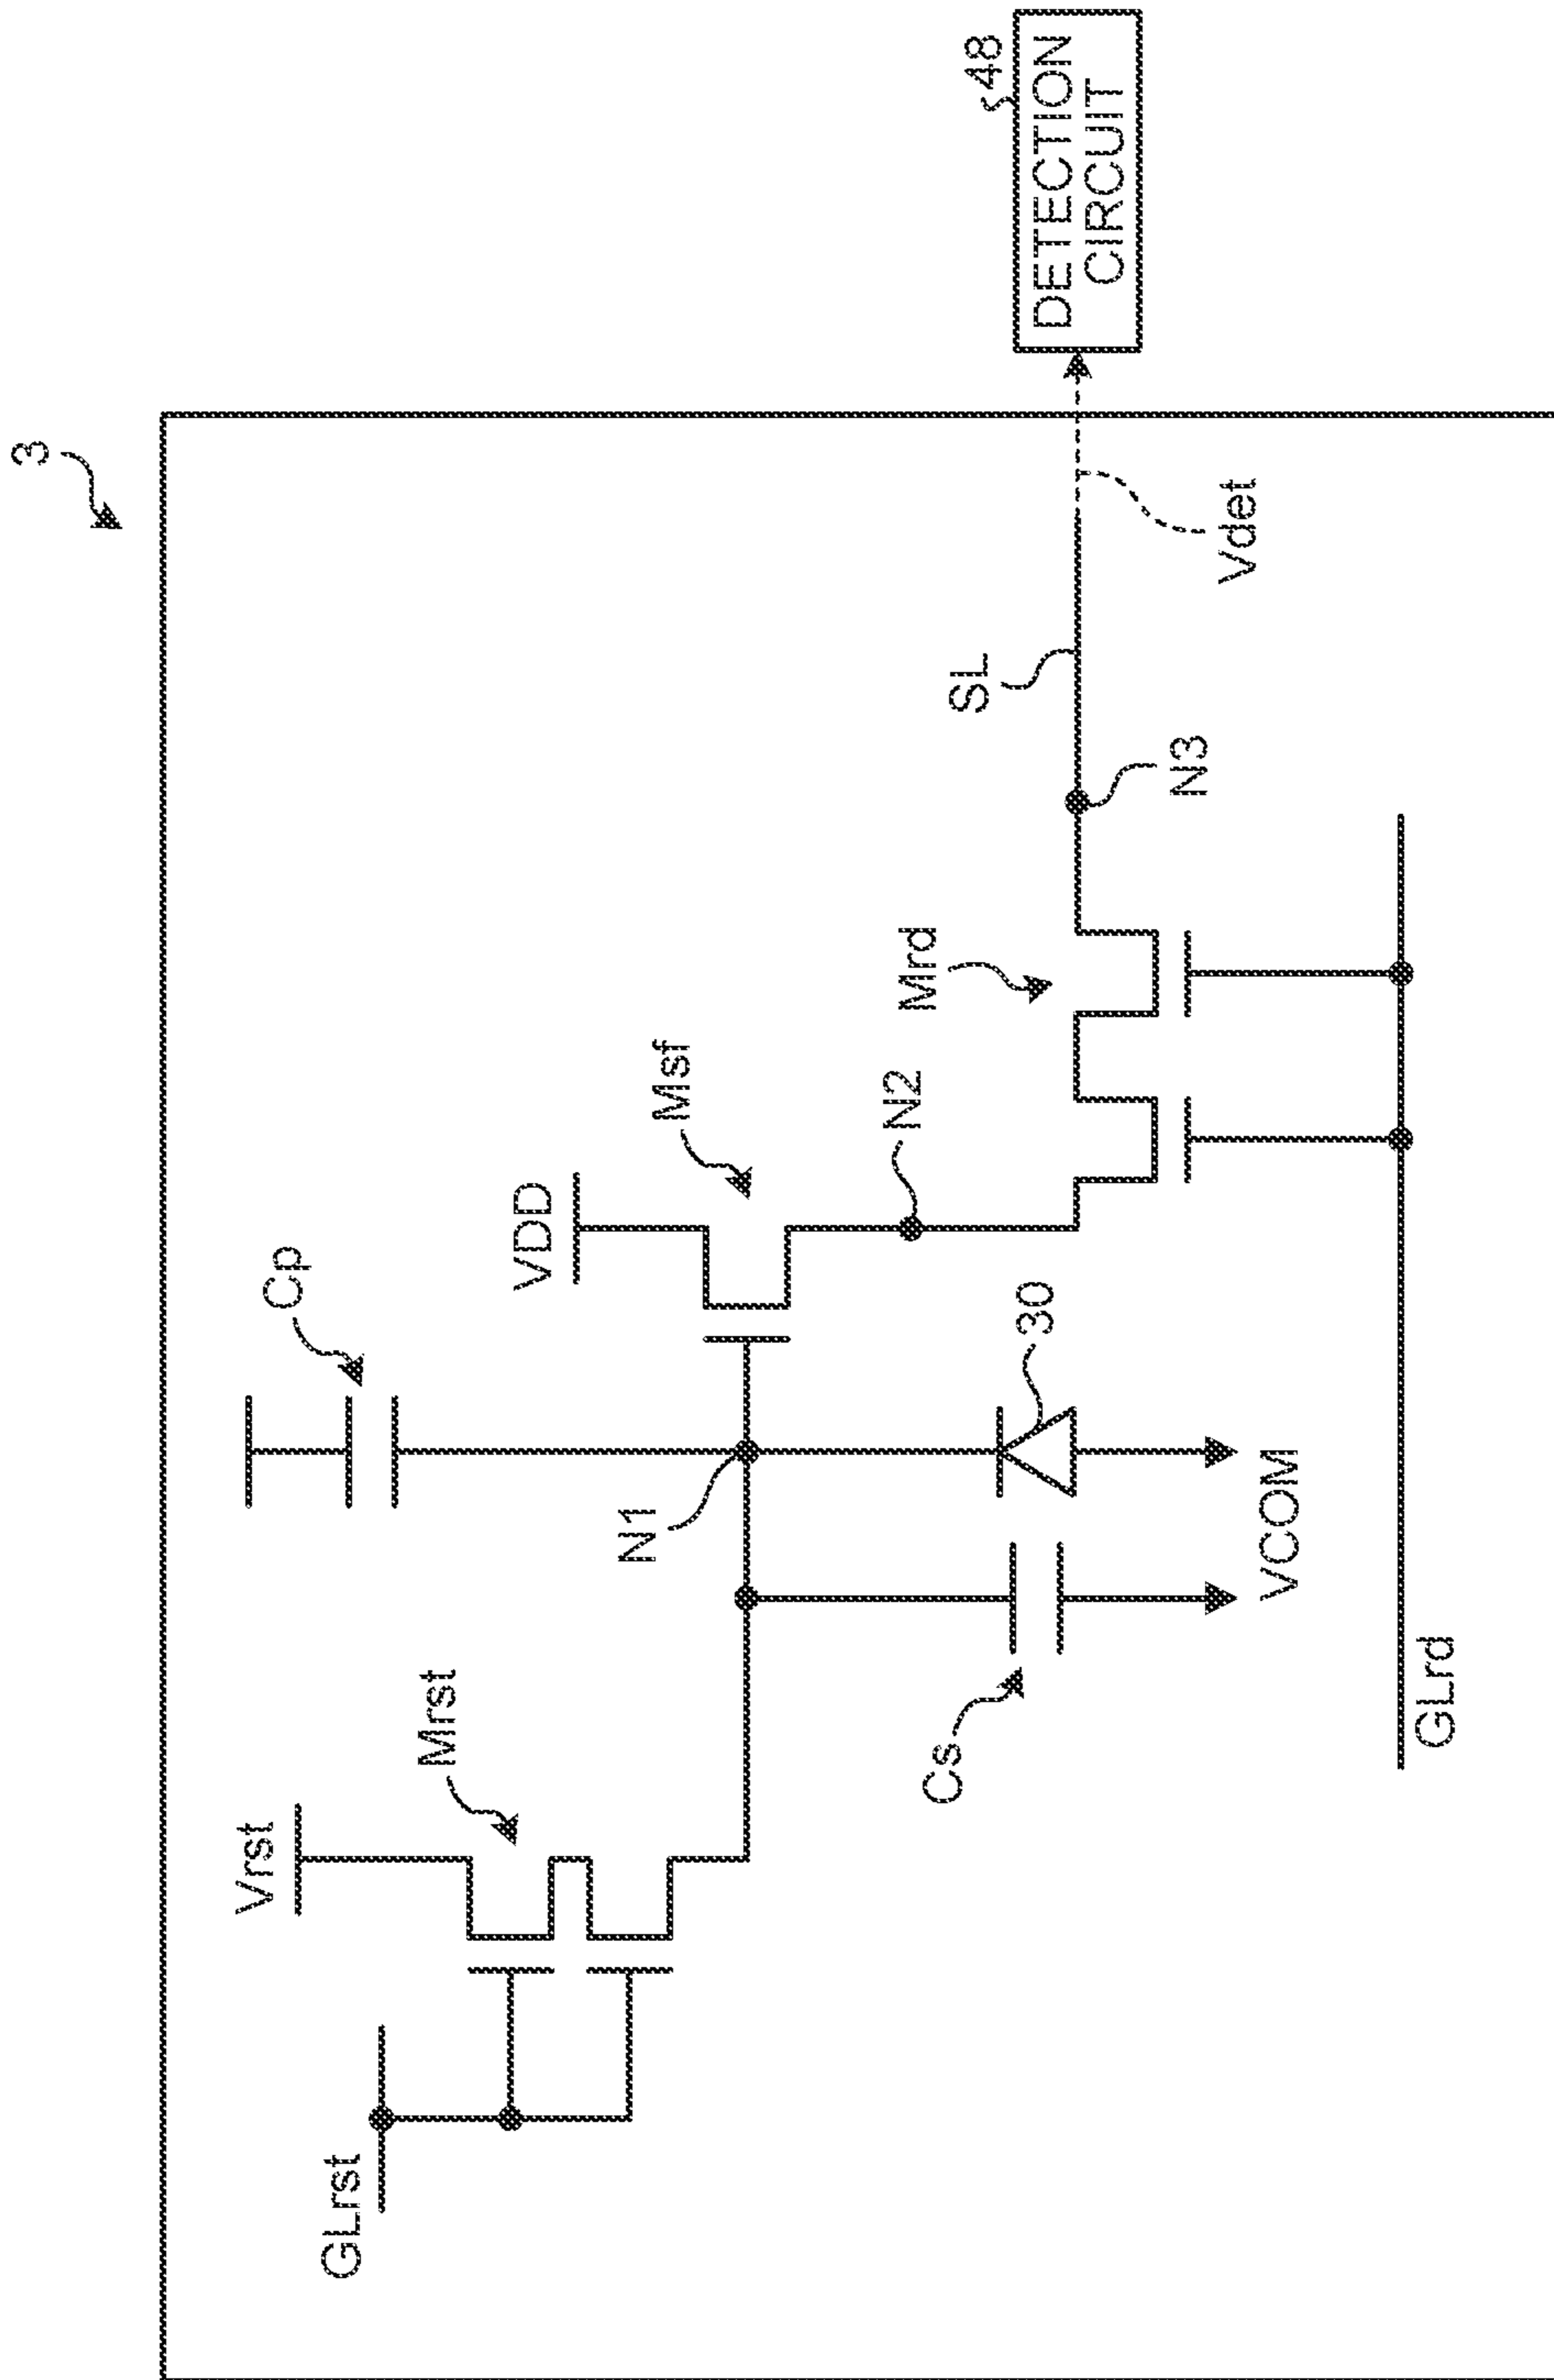 3
Vrst
GLrst
Mrst
Cp
VDD
Msf
N1
N2
Mrd
SL
48
DETECTION
CIRCUIT
Cs
30
N3
Vdet
VCOM
GLrd